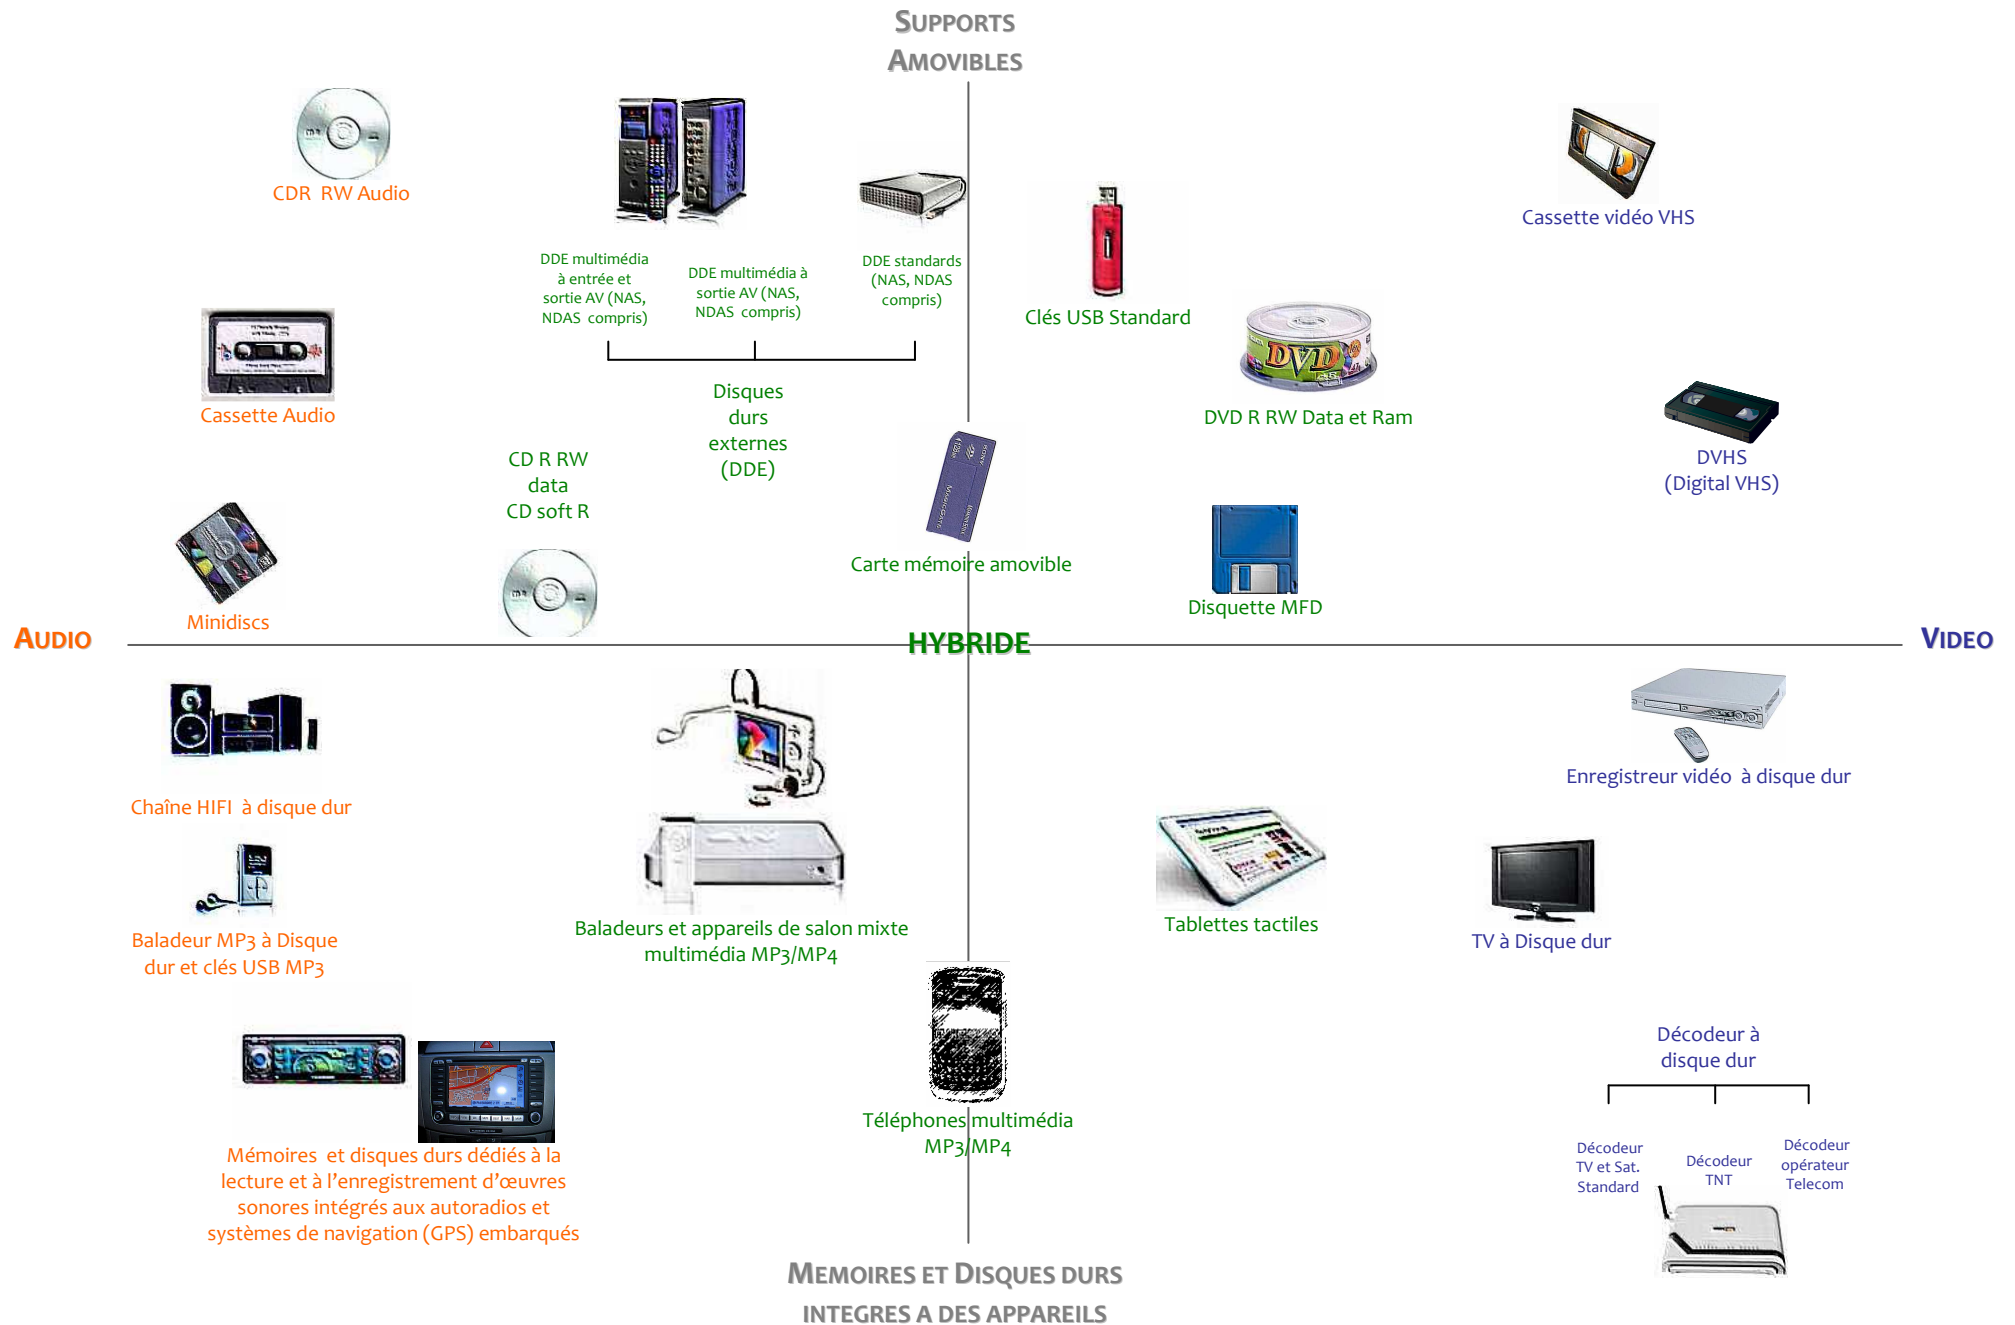 SUPPORTS
AMOVIBLES
CDR  RW Audio
Cassette vidéo VHS
DDE multimédia
à entrée et
sortie AV (NAS,
NDAS  compris)
DDE multimédia à
sortie AV (NAS,
NDAS  compris)
DDE standards
(NAS, NDAS
compris)
Clés USB Standard
Cassette Audio
Disques
durs
externes
(DDE)
DVD
DVD R RW Data et Ram
DVHS
(Digital VHS)
CD R RW
data
CD soft R
SONY
MAGICGATE
Carte mémoire amovible
Disquette MFD
Minidiscs
AUDIO
HYBRIDE
VIDEO
Chaîne HIFI  à disque dur
Enregistreur vidéo  à disque dur
Baladeur MP3 à Disque
dur et clés USB MP3
Baladeurs et appareils de salon mixte
multimédia MP3/MP4
Tablettes tactiles
TV à Disque dur
Téléphones multimédia
MP3/MP4
Décodeur à
disque dur
Décodeur
TV et Sat.
Standard
Décodeur
TNT
Décodeur
opérateur
Telecom
Mémoires  et disques durs dédiés à la
lecture et à l'enregistrement d'œuvres
sonores intégrés aux autoradios et
systèmes de navigation (GPS) embarqués
MEMOIRES ET DISQUES DURS
INTEGRES A DES APPAREILS